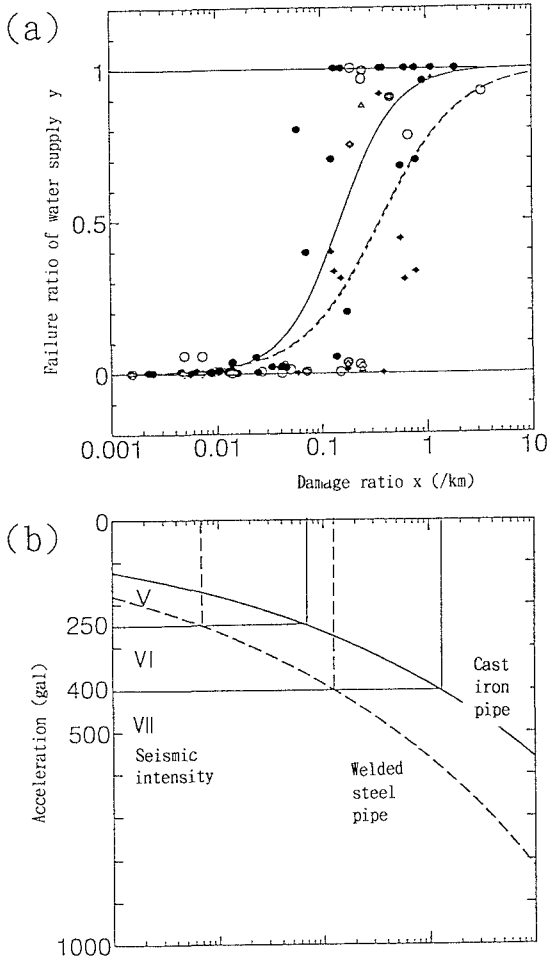 (a)
Failure ratio of water supply y
1
0.5
0
0.001
0.01
0.1
1
10
Damage ratio x (/km)
(b)
Acceleration (gal)
0
250
400
500
1000
V
VI
VII
Seismic
intensity
Welded
steel
pipe
Cast
iron
pipe